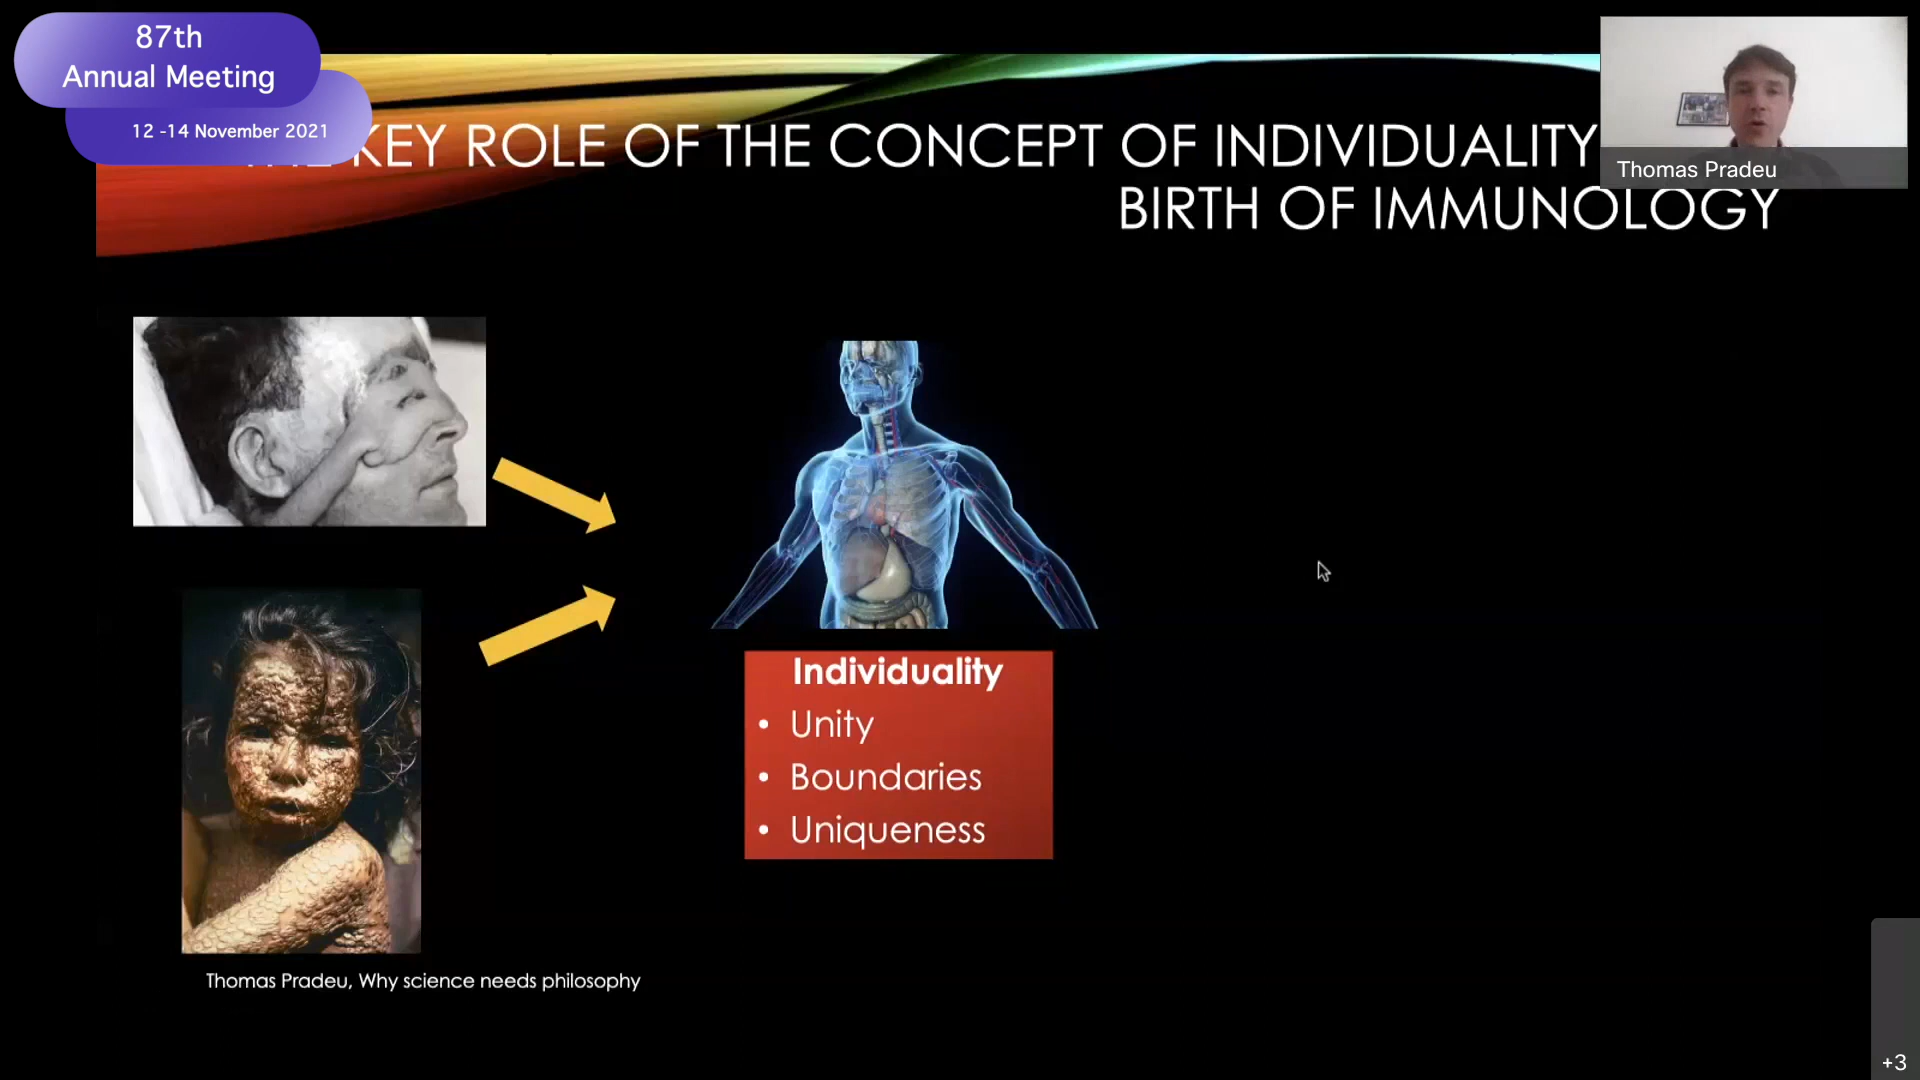 87th
Annual Meeting
12 -14 November 2021
KEY ROLE OF THE CONCEPT OF INDIVIDUALITY
BIRTH OF IMMUNOLOGY
Thomas Pradeu
Individuality
• Unity
• Boundaries
• Uniqueness
Thomas Pradeu, Why science needs philosophy
+3